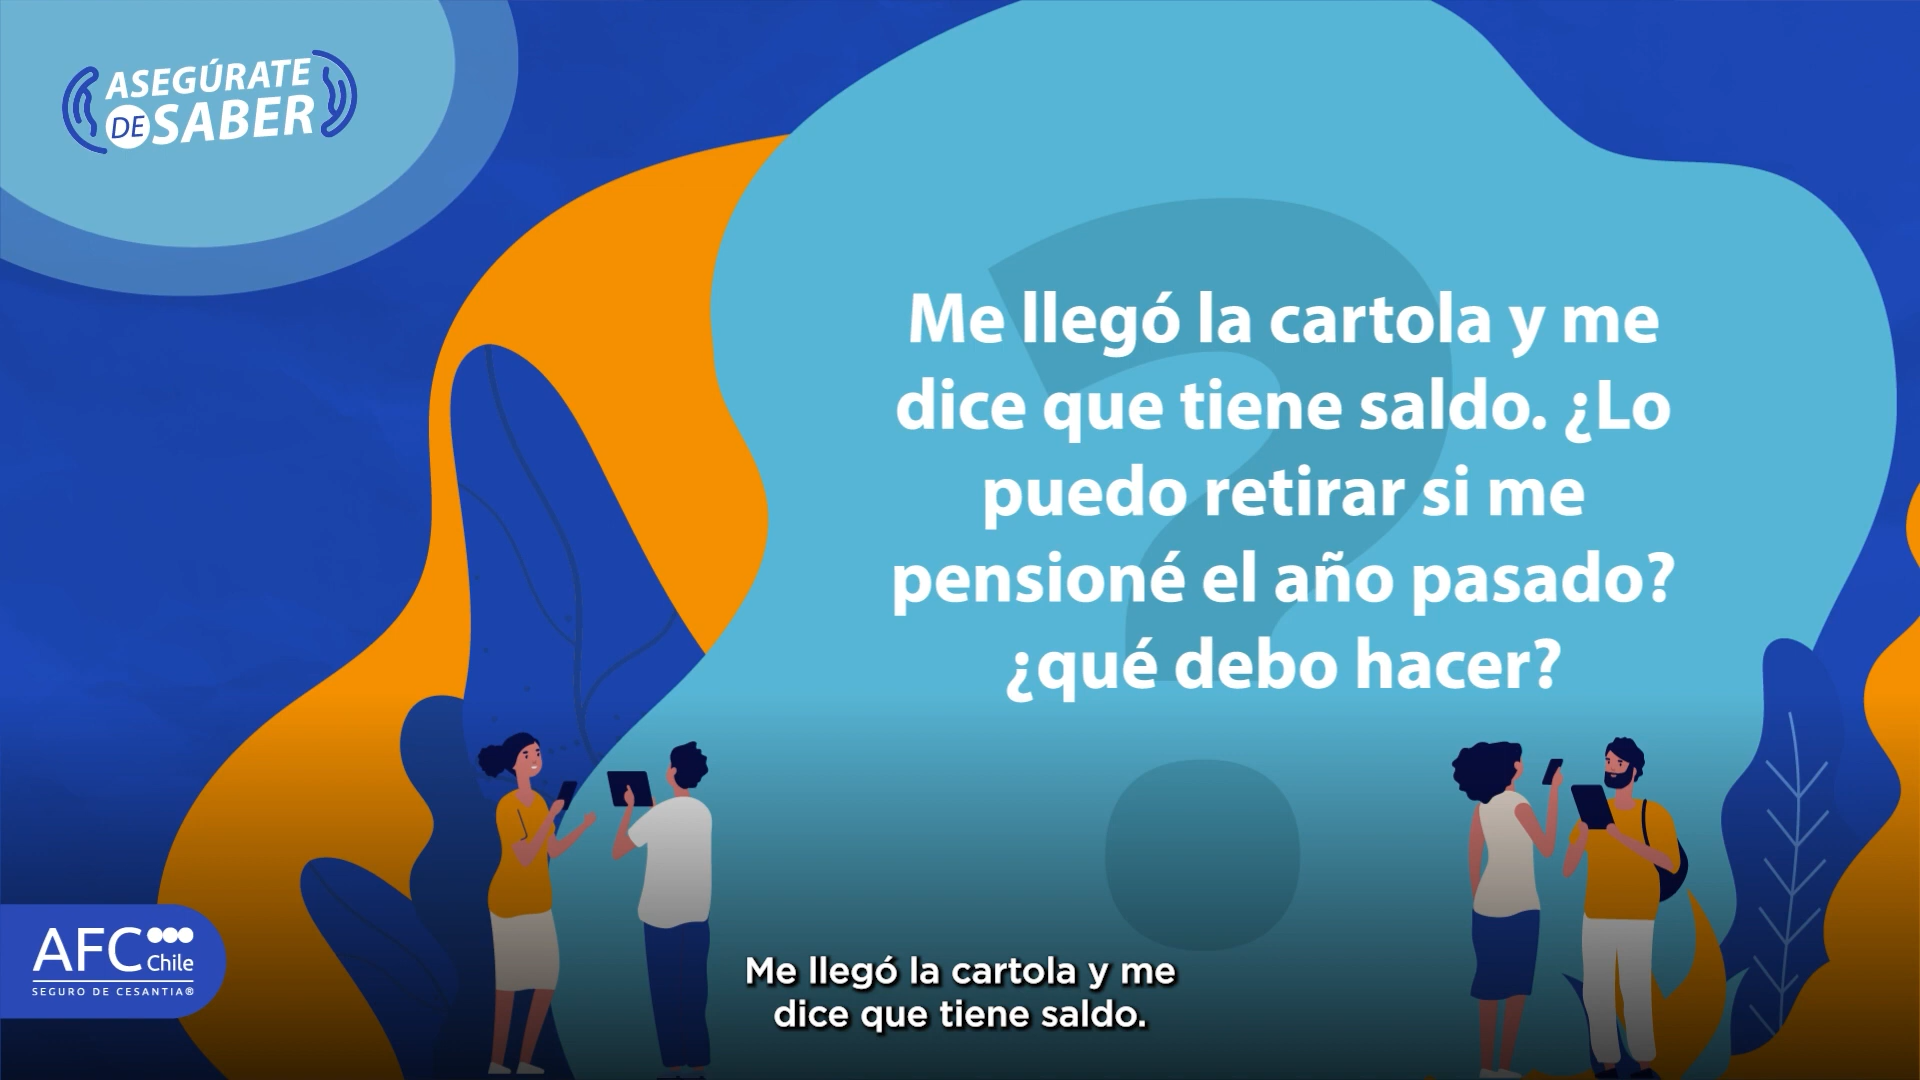 ASEGÚRATE
DE SABER
Me llegó la cartola y me
dice que tiene saldo. ¿Lo
puedo retirar si me
pensioné el año pasado?
¿qué debo hacer?
AFC Chile
SEGURO DE CESANTIA®
Me llegó la cartola y me
dice que tiene saldo.